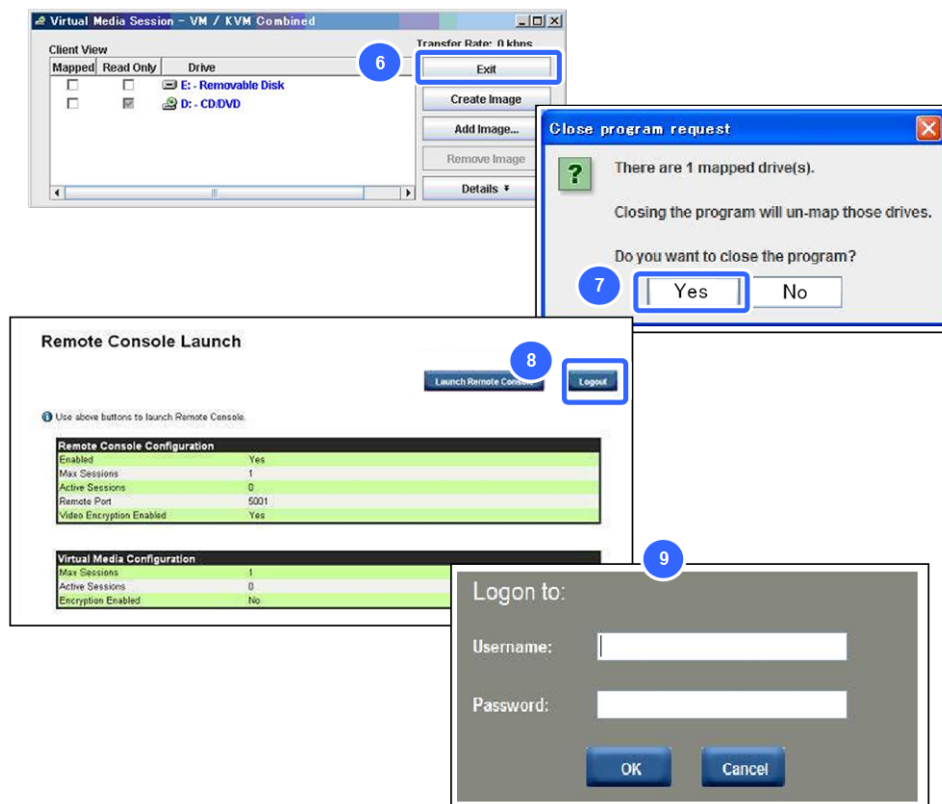 Virtual Media Session - VM / KVM Combined
Client View
Transfer Rate: 0 kbps
Mapped Read Only Drive
6
Exit
E: - Removable Disk
D: - CD/DVD
Create Image
Add Image...
Remove Image
Details
Close program request
There are 1 mapped drive(s).
Closing the program will un-map those drives.
Do you want to close the program?
7
Yes No
Remote Console Launch
8
Launch Remote Console Logout
Use above buttons to launch Remote Console.
Remote Console Configuration
Enabled Yes
Max Sessions 1
Active Sessions 0
Remote Port 5001
Video Encryption Enabled Yes
Virtual Media Configuration
Max Sessions 1
Active Sessions 0
Encryption Enabled No
9
Logon to:
Username:
Password:
OK Cancel